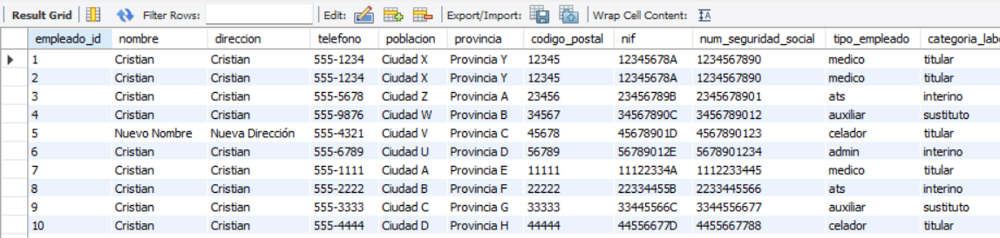 Result Grid Filter Rows: Edit: Export/Import: Wrap Cell Content:
empleado_id nombre direccion telefono poblacion provincia codigo_postal nif num_seguridad_social tipo_empleado categoria_lab
1 Cristian Cristian 555-1234 Ciudad X Provincia Y 12345 12345678A 1234567890 medico titular
2 Cristian Cristian 555-1234 Ciudad X Provincia Y 12345 12345678A 1234567890 medico titular
3 Cristian Cristian 555-5678 Ciudad Z Provincia A 23456 23456789B 2345678901 ats interino
4 Cristian Cristian 555-9876 Ciudad W Provincia B 34567 34567890C 3456789012 auxiliar sustituto
5 Nuevo Nombre Nueva Dirección 555-4321 Ciudad V Provincia C 45678 45678901D 4567890123 celador titular
6 Cristian Cristian 555-6789 Ciudad U Provincia D 56789 56789012E 5678901234 admin interino
7 Cristian Cristian 555-1111 Ciudad A Provincia E 11111 11122334A 1112233445 medico titular
8 Cristian Cristian 555-2222 Ciudad B Provincia F 22222 22334455B 2233445566 ats interino
9 Cristian Cristian 555-3333 Ciudad C Provincia G 33333 33445566C 3344556677 auxiliar sustituto
10 Cristian Cristian 555-4444 Ciudad D Provincia H 44444 44556677D 4455667788 celador titular